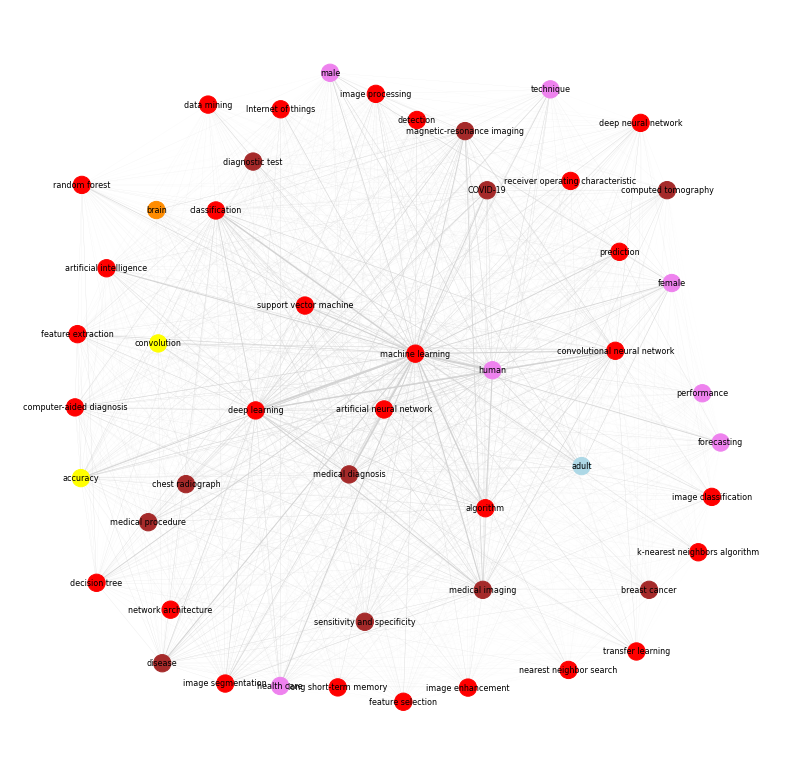 male
technique
image processing
data mining
Internet of things
detection
deep neural network
magnetic-resonance imaging
diagnostic test
receiver operating characteristic
random forest
COVID-19
computed tomography
brain
classification
prediction
artificial intelligence
female
support vector machine
feature extraction
convolution
machine learning
convolutional neural network
human
performance
computer-aided diagnosis
deep learning
artificial neural network
forecasting
adult
accuracy
medical diagnosis
chest radiograph
image classification
algorithm
medical procedure
k-nearest neighbors algorithm
decision tree
medical imaging
breast cancer
network architecture
sensitivity and specificity
transfer learning
disease
nearest neighbor search
image segmentation
health care
long short-term memory
image enhancement
feature selection